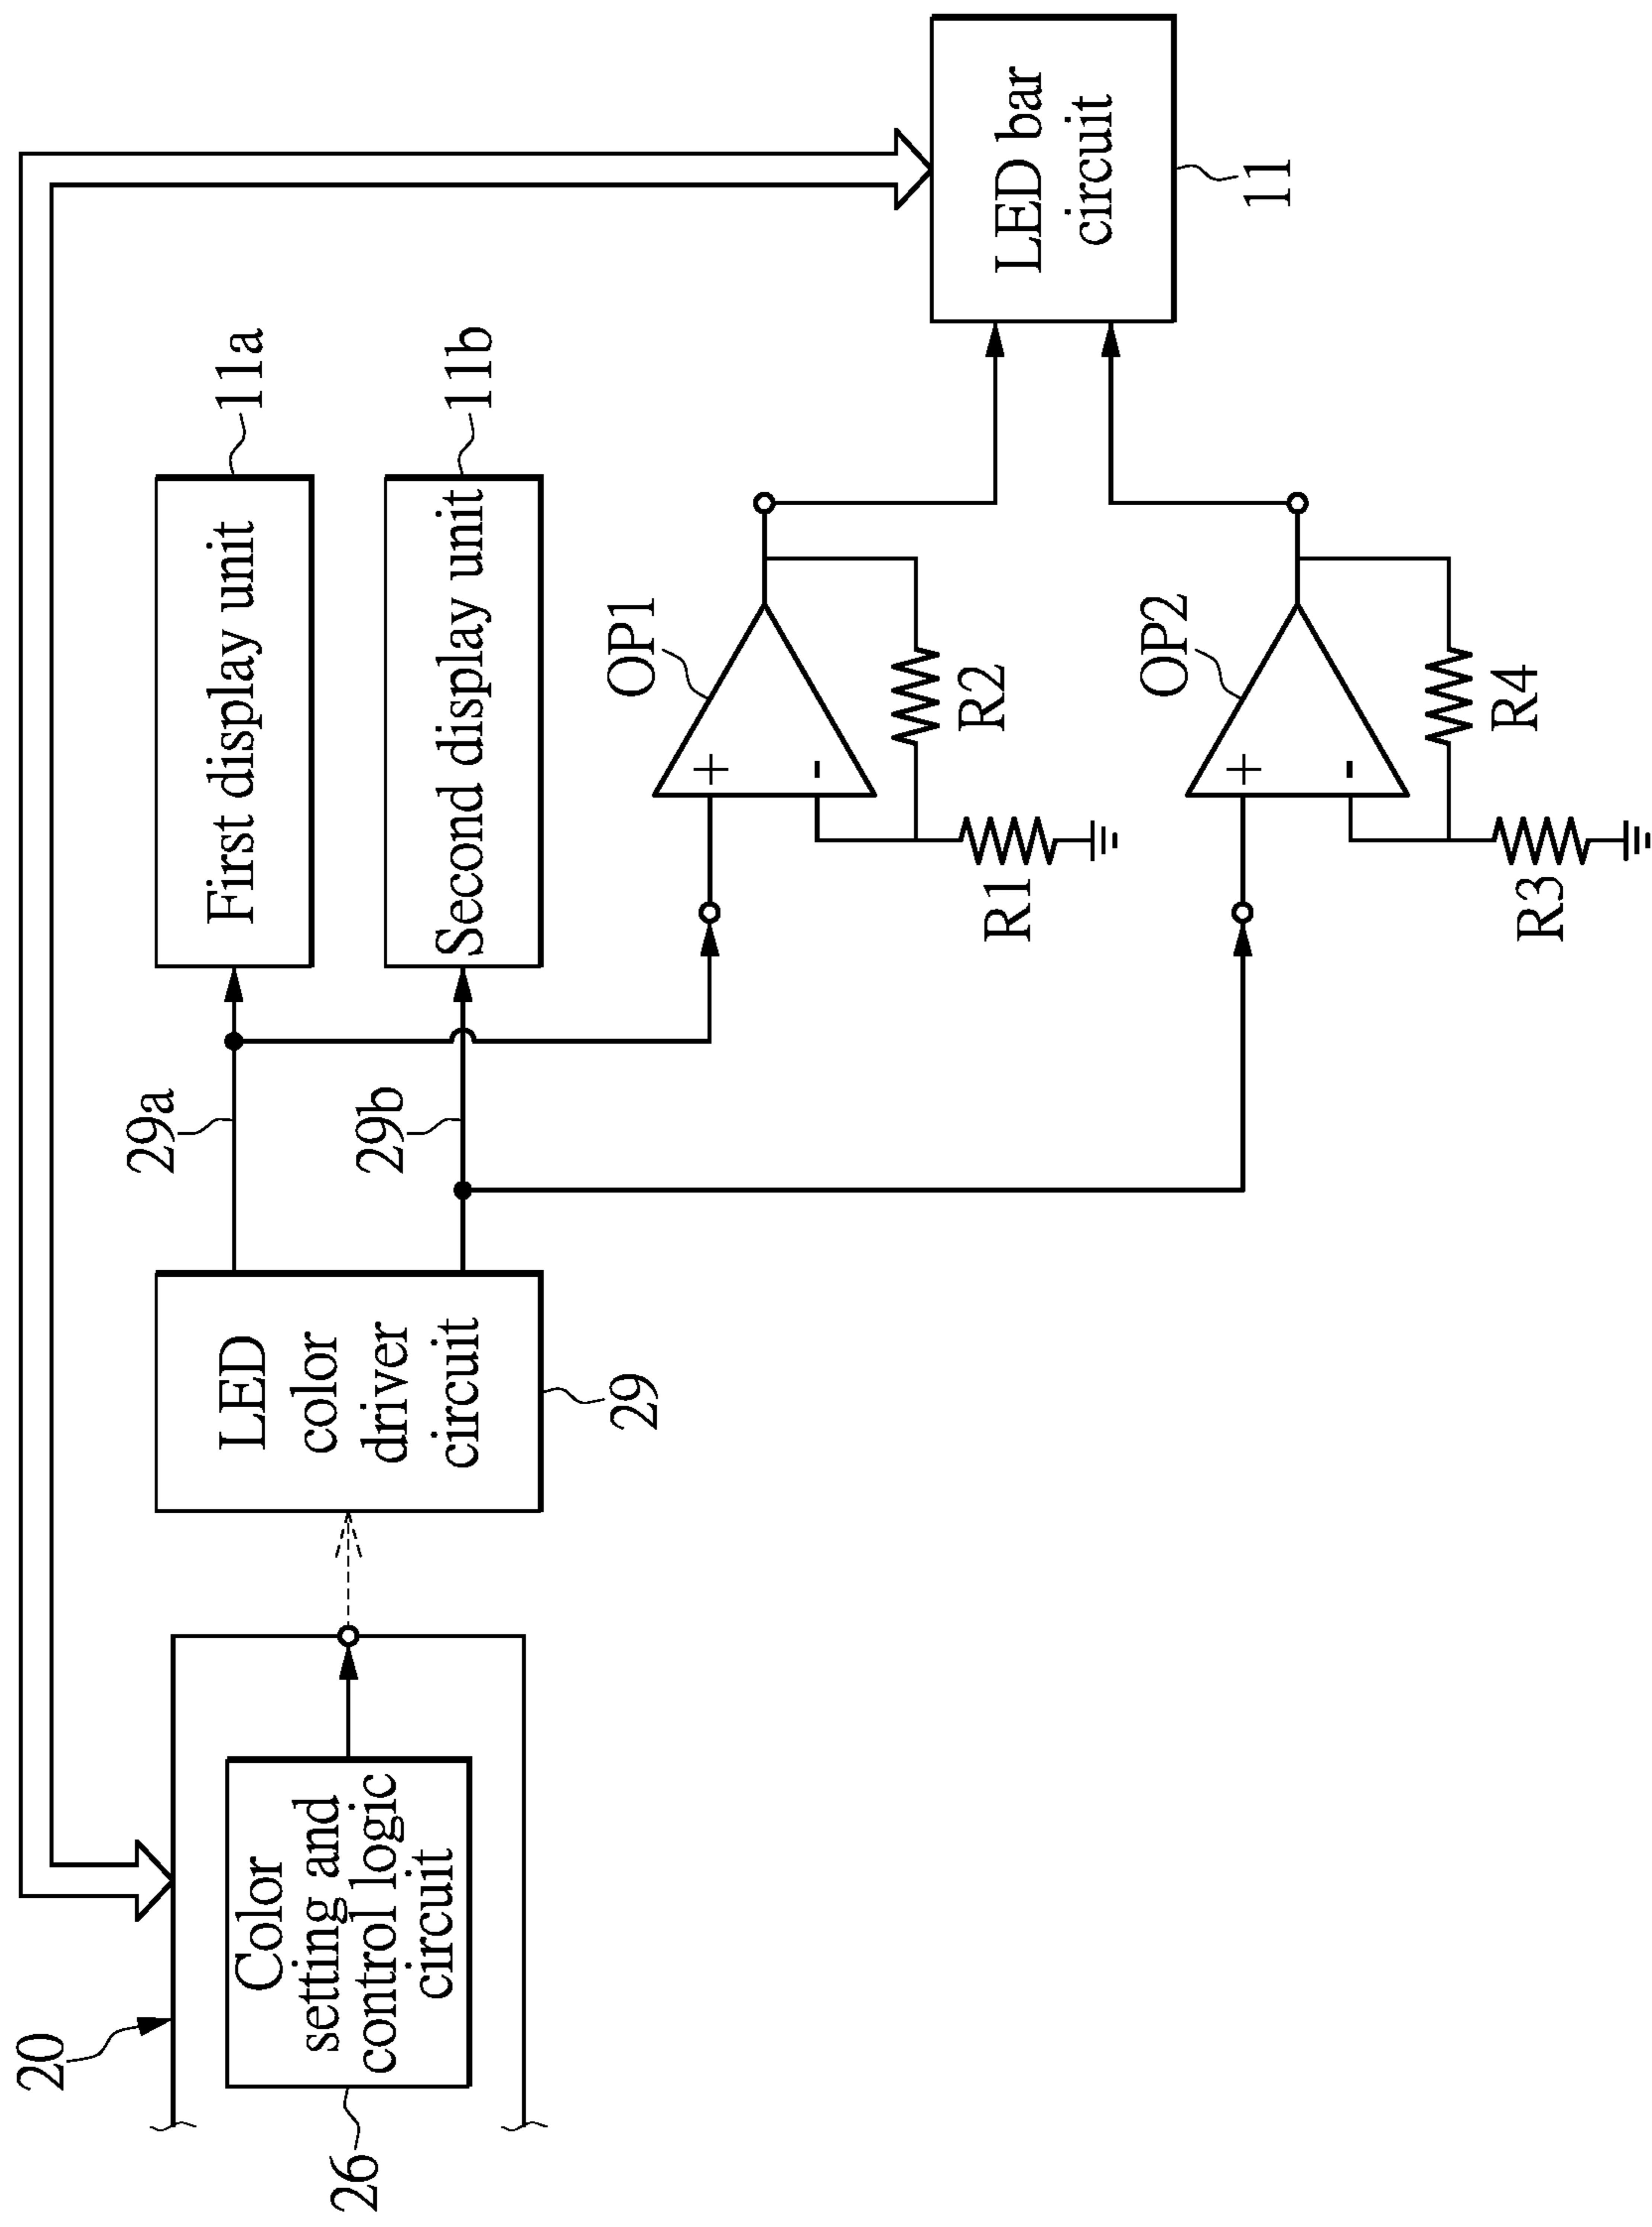 20
26
Color
setting and
control logic
circuit
LED
color
driver
circuit
29
29a
29b
First display unit
11a
Second display unit
11b
OP1
+
-
R1
R2
OP2
+
-
R3
R4
LED bar
circuit
11